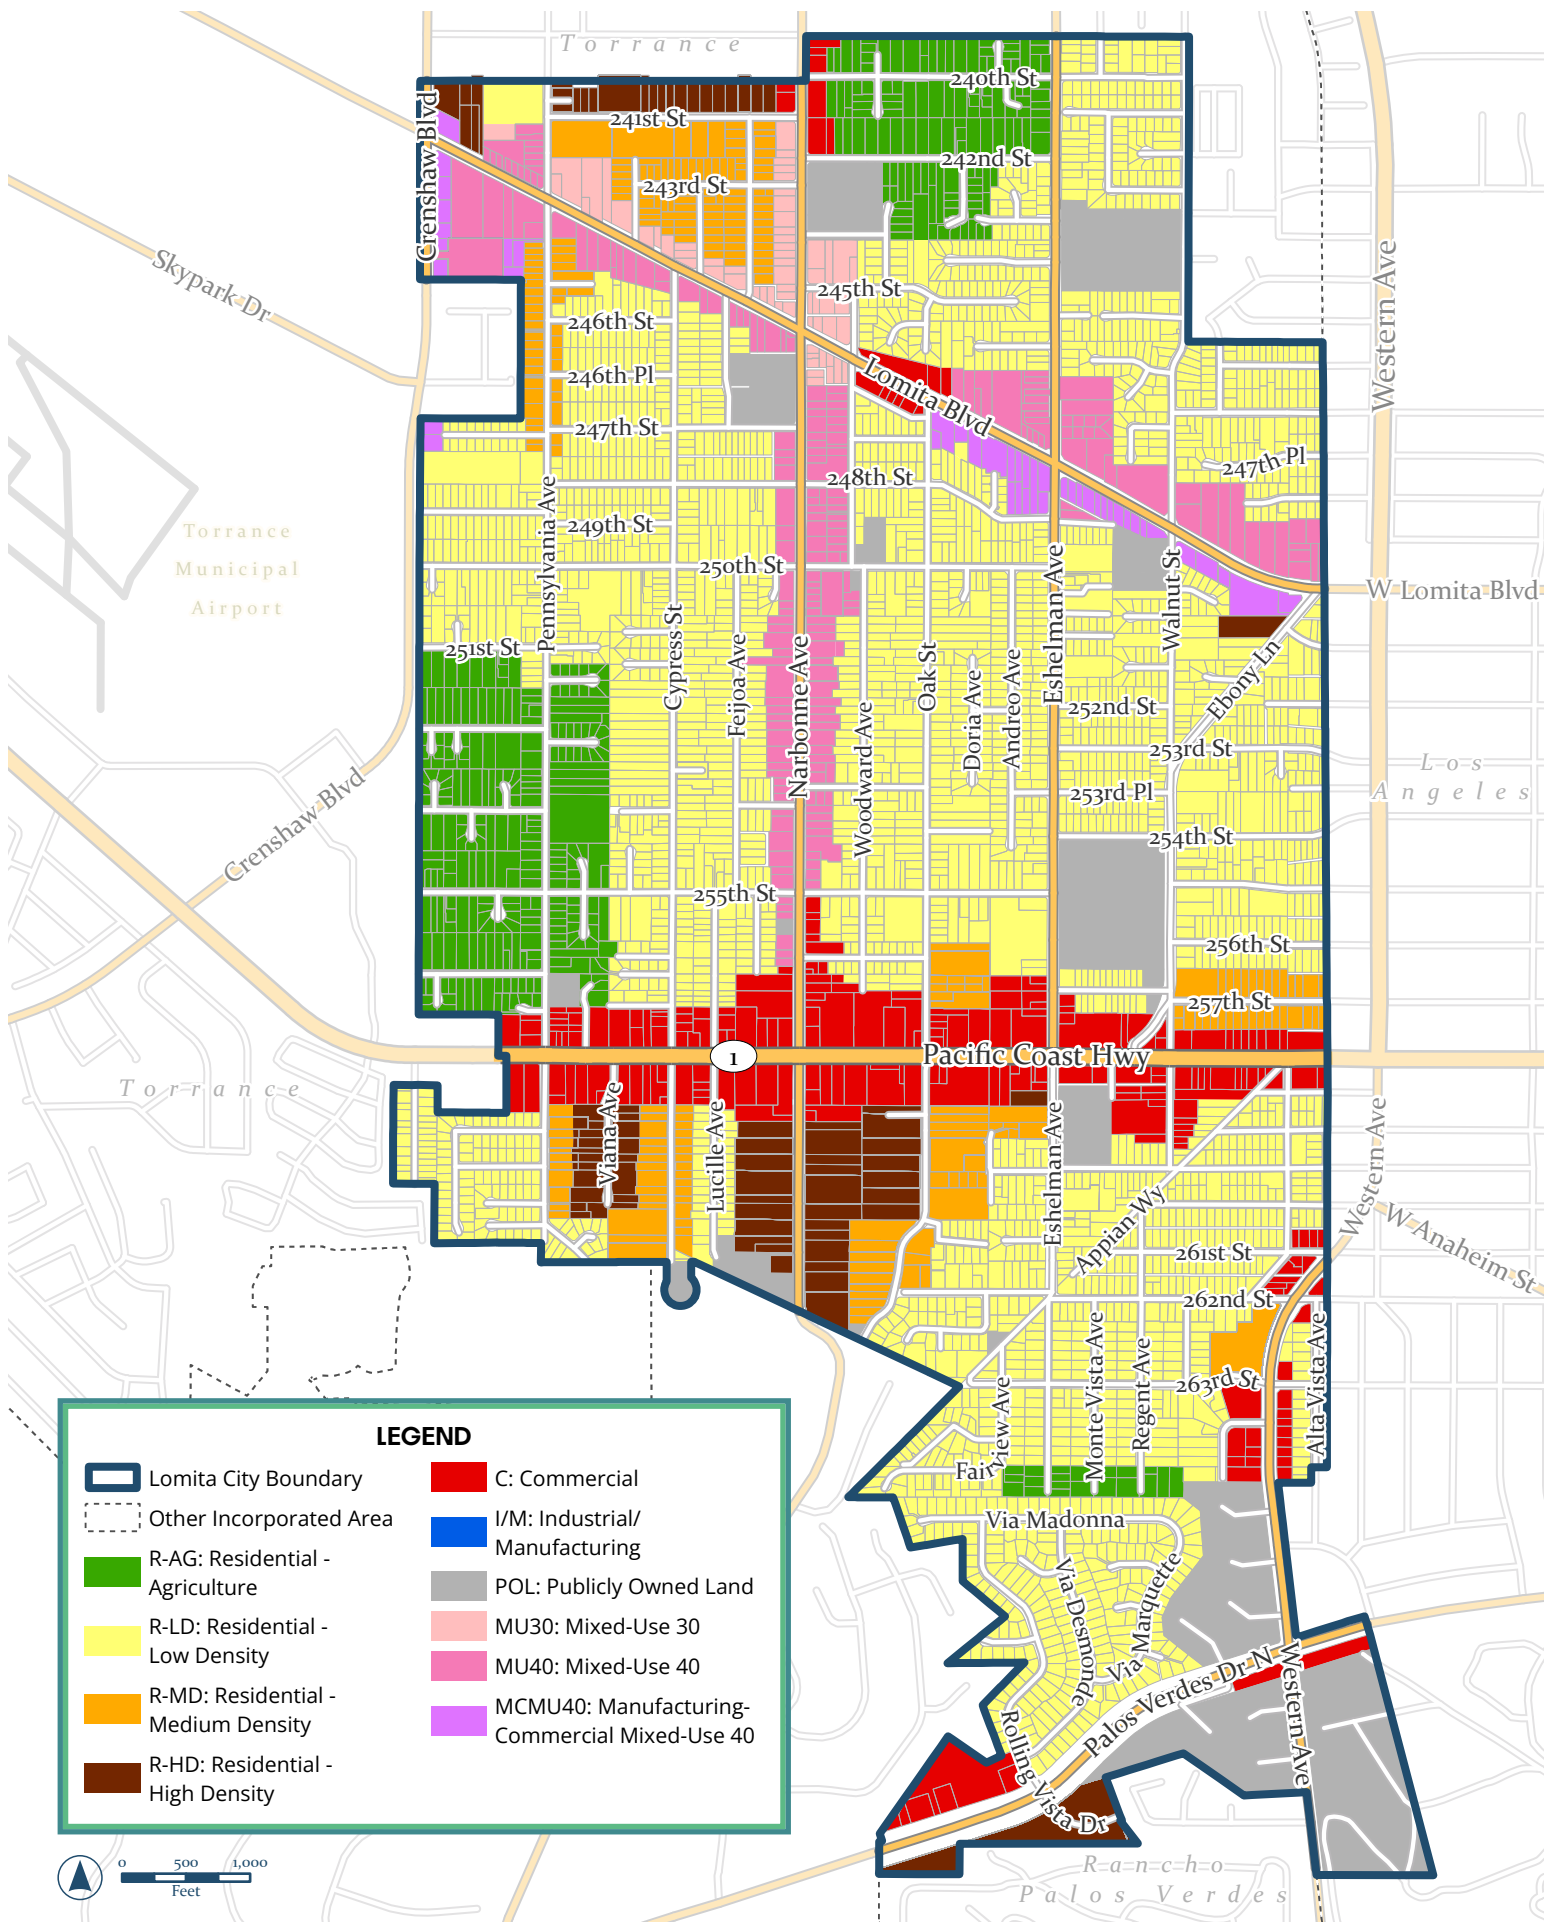 Torrance
240th St
Crenshaw Blvd
241st St
242nd St
243rd St
Skypark Dr
Western Ave
245th St
246th St
246th Pl
Lomita Blvd
247th St
247th Pl
248th St
Torrance
Municipal
Airport
249th St
Pennsylvania Ave
250th St
Eshelman Ave
Walnut St
W Lomita Blvd
251st St
Cypress St
Feijoa Ave
Narbonne Ave
Oak St
Doria Ave
Andreo Ave
Ebony Ln
252nd St
Woodward Ave
253rd St
Los
Angeles
253rd Pl
Crenshaw Blvd
254th St
255th St
256th St
257th St
1
Pacific Coast Hwy
Torrance
Viana Ave
Lucille Ave
Eshelman Ave
Western Ave
Appian Wy
W Anaheim St
261st St
262nd St
Monte Vista Ave
Regent Ave
Alta Vista Ave
263rd St
Fairview Ave
Fair
Via Madonna
Via Desmonde
Via Marquette
Via
Palos Verdes Dr N
Western Ave
Rolling Vista Dr
Rancho
Palos Verdes
LEGEND
Lomita City Boundary
Other Incorporated Area
R-AG: Residential -
Agriculture
R-LD: Residential -
Low Density
R-MD: Residential -
Medium Density
R-HD: Residential -
High Density
C: Commercial
I/M: Industrial/
Manufacturing
POL: Publicly Owned Land
MU30: Mixed-Use 30
MU40: Mixed-Use 40
MCMU40: Manufacturing-
Commercial Mixed-Use 40
0 500 1,000
Feet